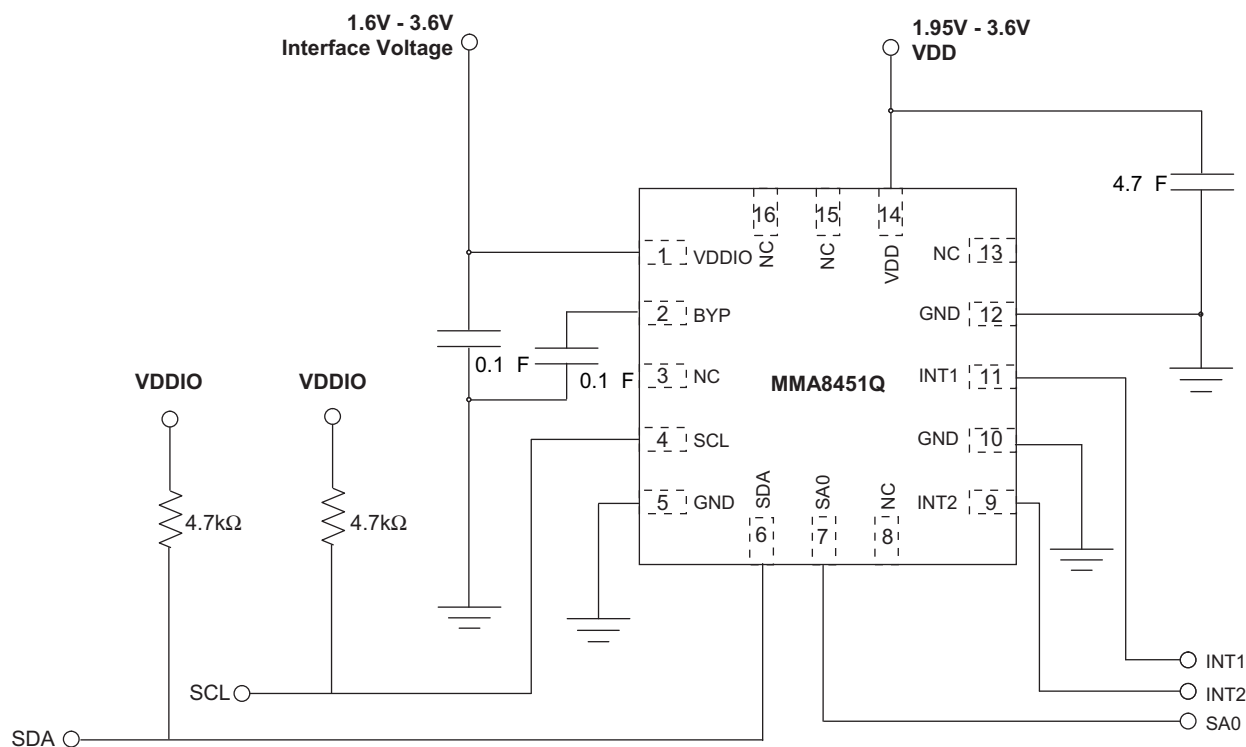 1.6V - 3.6V
Interface Voltage
1.95V - 3.6V
VDD
4.7 F
16
15
14
NC
NC
VDD
1
VDDIO
NC
13
2
BYP
GND
12
0.1 F
0.1 F
3
NC
MMA8451Q
INT1
11
VDDIO
VDDIO
4
SCL
GND
10
5
GND
SDA
SA0
NC
INT2
9
6
7
8
4.7kΩ
4.7kΩ
INT1
SCL
INT2
SA0
SDA